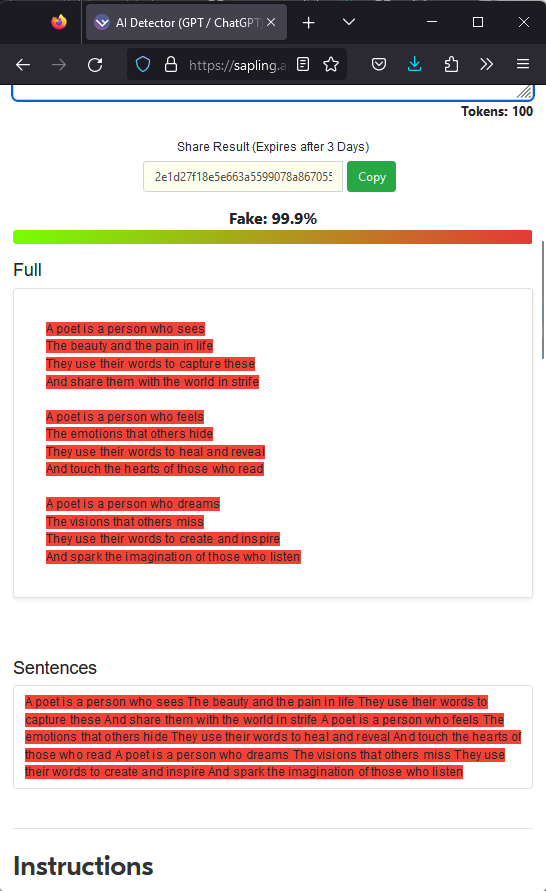 AI Detector (GPT / ChatGPT)
https://sapling.a
Tokens: 100
Share Result (Expires after 3 Days)
2e1d27f18e5e663a5599078a867055
Copy
Fake: 99.9%
Full
A poet is a person who sees
The beauty and the pain in life
They use their words to capture these
And share them with the world in strife
A poet is a person who feels
The emotions that others hide
They use their words to heal and reveal
And touch the hearts of those who read
A poet is a person who dreams
The visions that others miss
They use their words to create and inspire
And spark the imagination of those who listen
Sentences
A poet is a person who sees The beauty and the pain in life They use their words to
capture these And share them with the world in strife A poet is a person who feels The
emotions that others hide They use their words to heal and reveal And touch the hearts of
those who read A poet is a person who dreams The visions that others miss They use
their words to create and inspire And spark the imagination of those who listen
Instructions